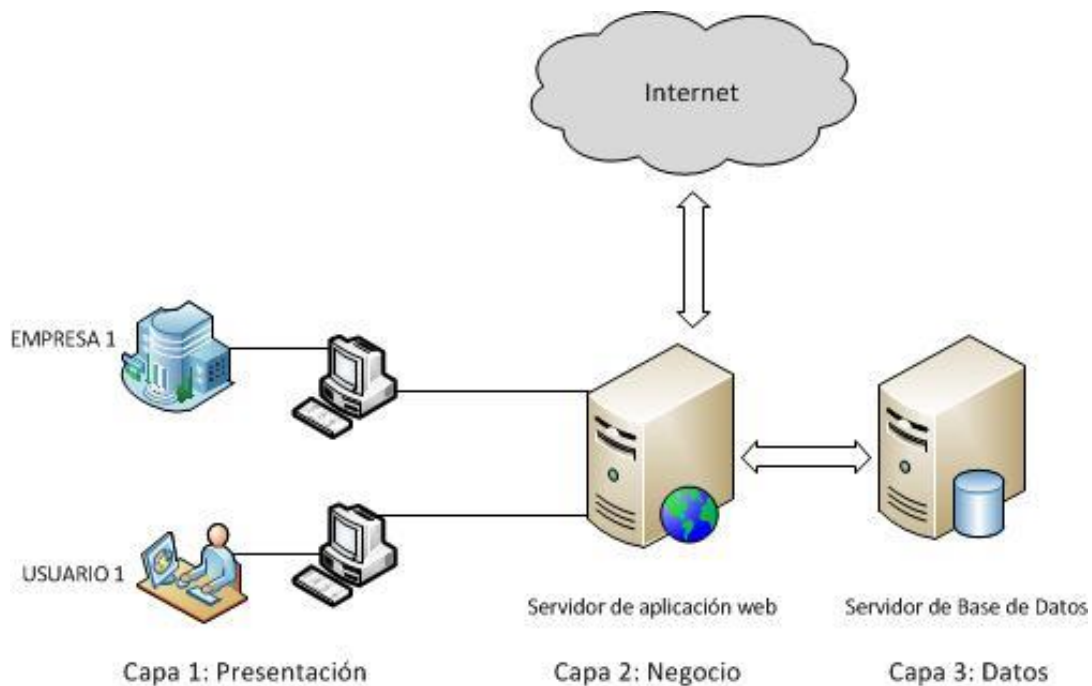 Internet
EMPRESA 1
USUARIO 1
Servidor de aplicación web
Servidor de Base de Datos
Capa 1: Presentación
Capa 2: Negocio
Capa 3: Datos